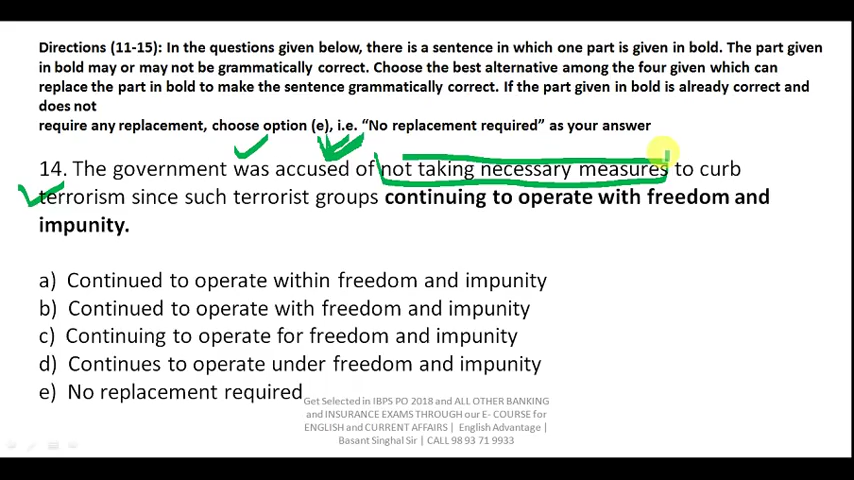 Directions (11-15): In the questions given below, there is a sentence in which one part is given in bold. The part given
in bold may or may not be grammatically correct. Choose the best alternative among the four given which can
replace the part in bold to make the sentence grammatically correct. If the part given in bold is already correct and
does not
require any replacement, choose option (e), i.e. “No replacement required” as your answer
14. The government was accused of not taking necessary measures to curb
terrorism since such terrorist groups continuing to operate with freedom and
impunity.
a) Continued to operate within freedom and impunity
b) Continued to operate with freedom and impunity
c) Continuing to operate for freedom and impunity
d) Continues to operate under freedom and impunity
e) No replacement required
Get Selected in IBPS PO 2018 and ALL OTHER BANKING
and INSURANCE EXAMS THROUGH our E- COURSE for
ENGLISH and CURRENT AFFAIRS | English Advantage |
Basant Singhal Sir | CALL 98 93 71 9933